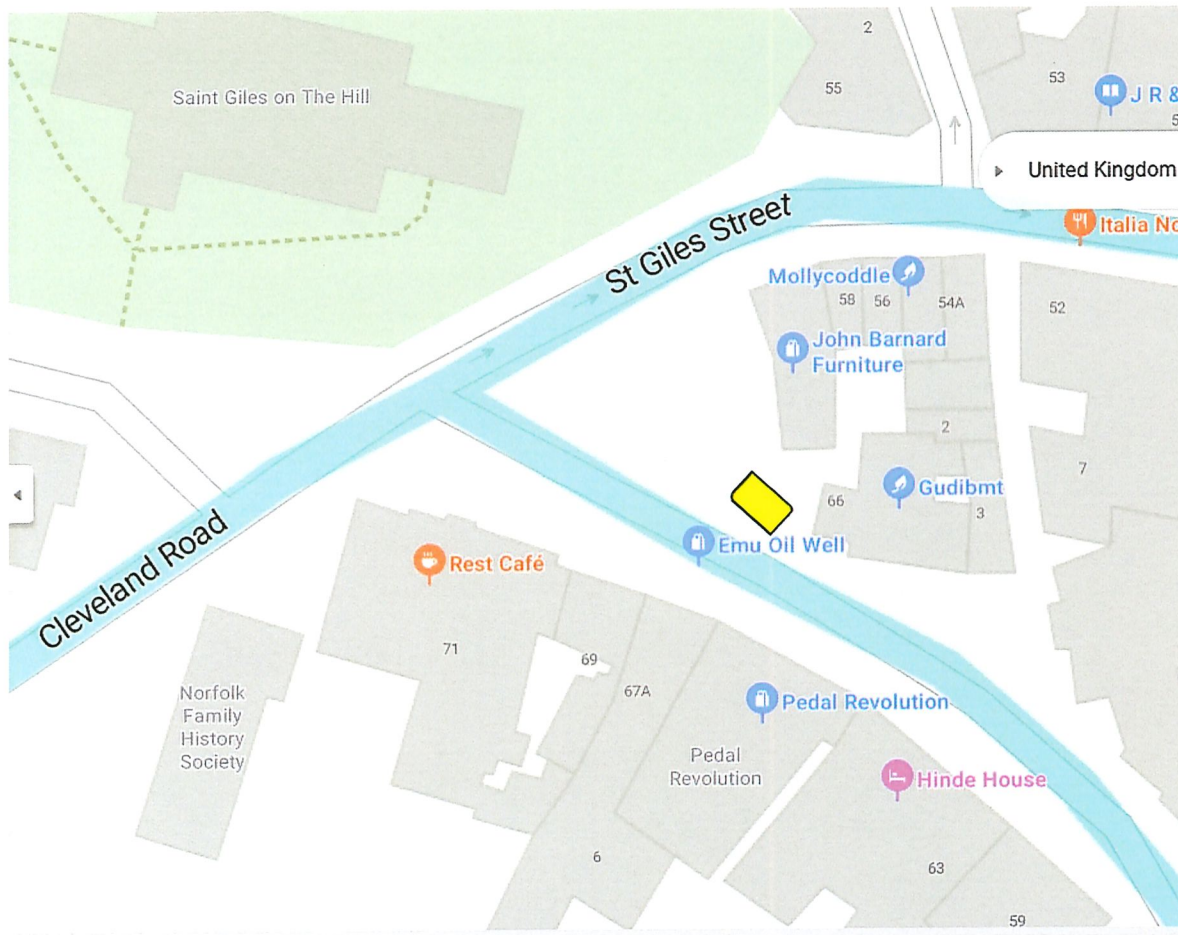 2
55
53
J R &
5
Saint Giles on The Hill
United Kingdom
St Giles Street
Italia No
Mollycoddle
58
56
54A
52
John Barnard
Furniture
2
7
66
Gudibmt
3
Emu Oil Well
Rest Café
Cleveland Road
71
69
67A
Norfolk
Family
History
Society
Pedal Revolution
Pedal
Revolution
Hinde House
6
63
59